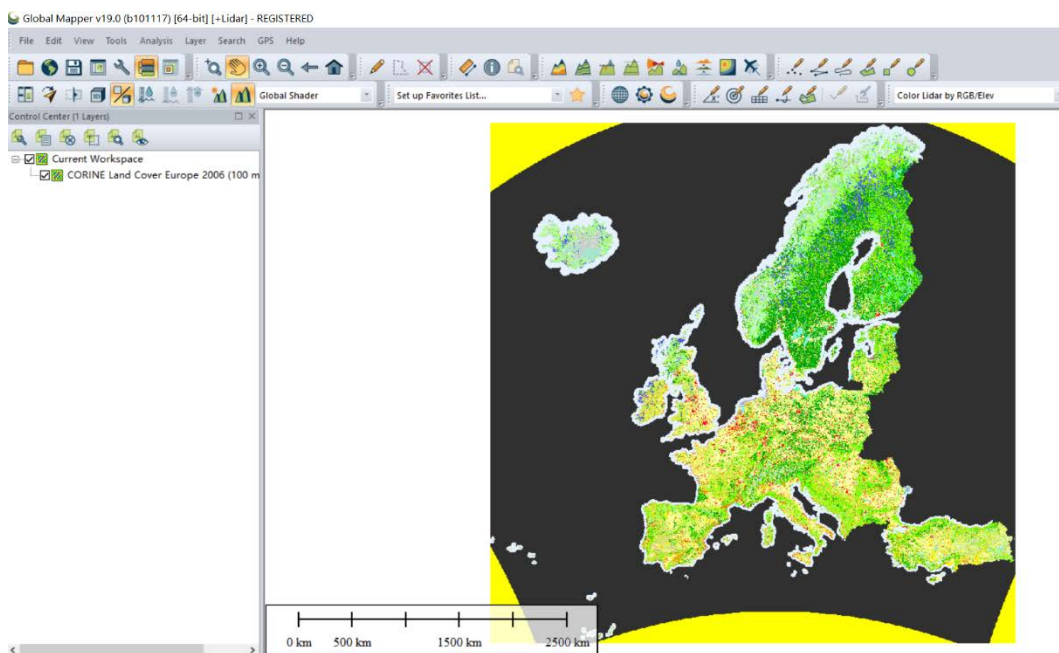 Global Mapper v19.0 (b101117) [64-bit] [+Lidar] - REGISTERED
File Edit View Tools Analysis Layer Search GPS Help
Global Shader Set up Favorites List... Color Lidar by RGB/Elev
Control Center (1 Layers)
Current Workspace
CORINE Land Cover Europe 2006 (100 m
0 km 500 km 1500 km 2500 km